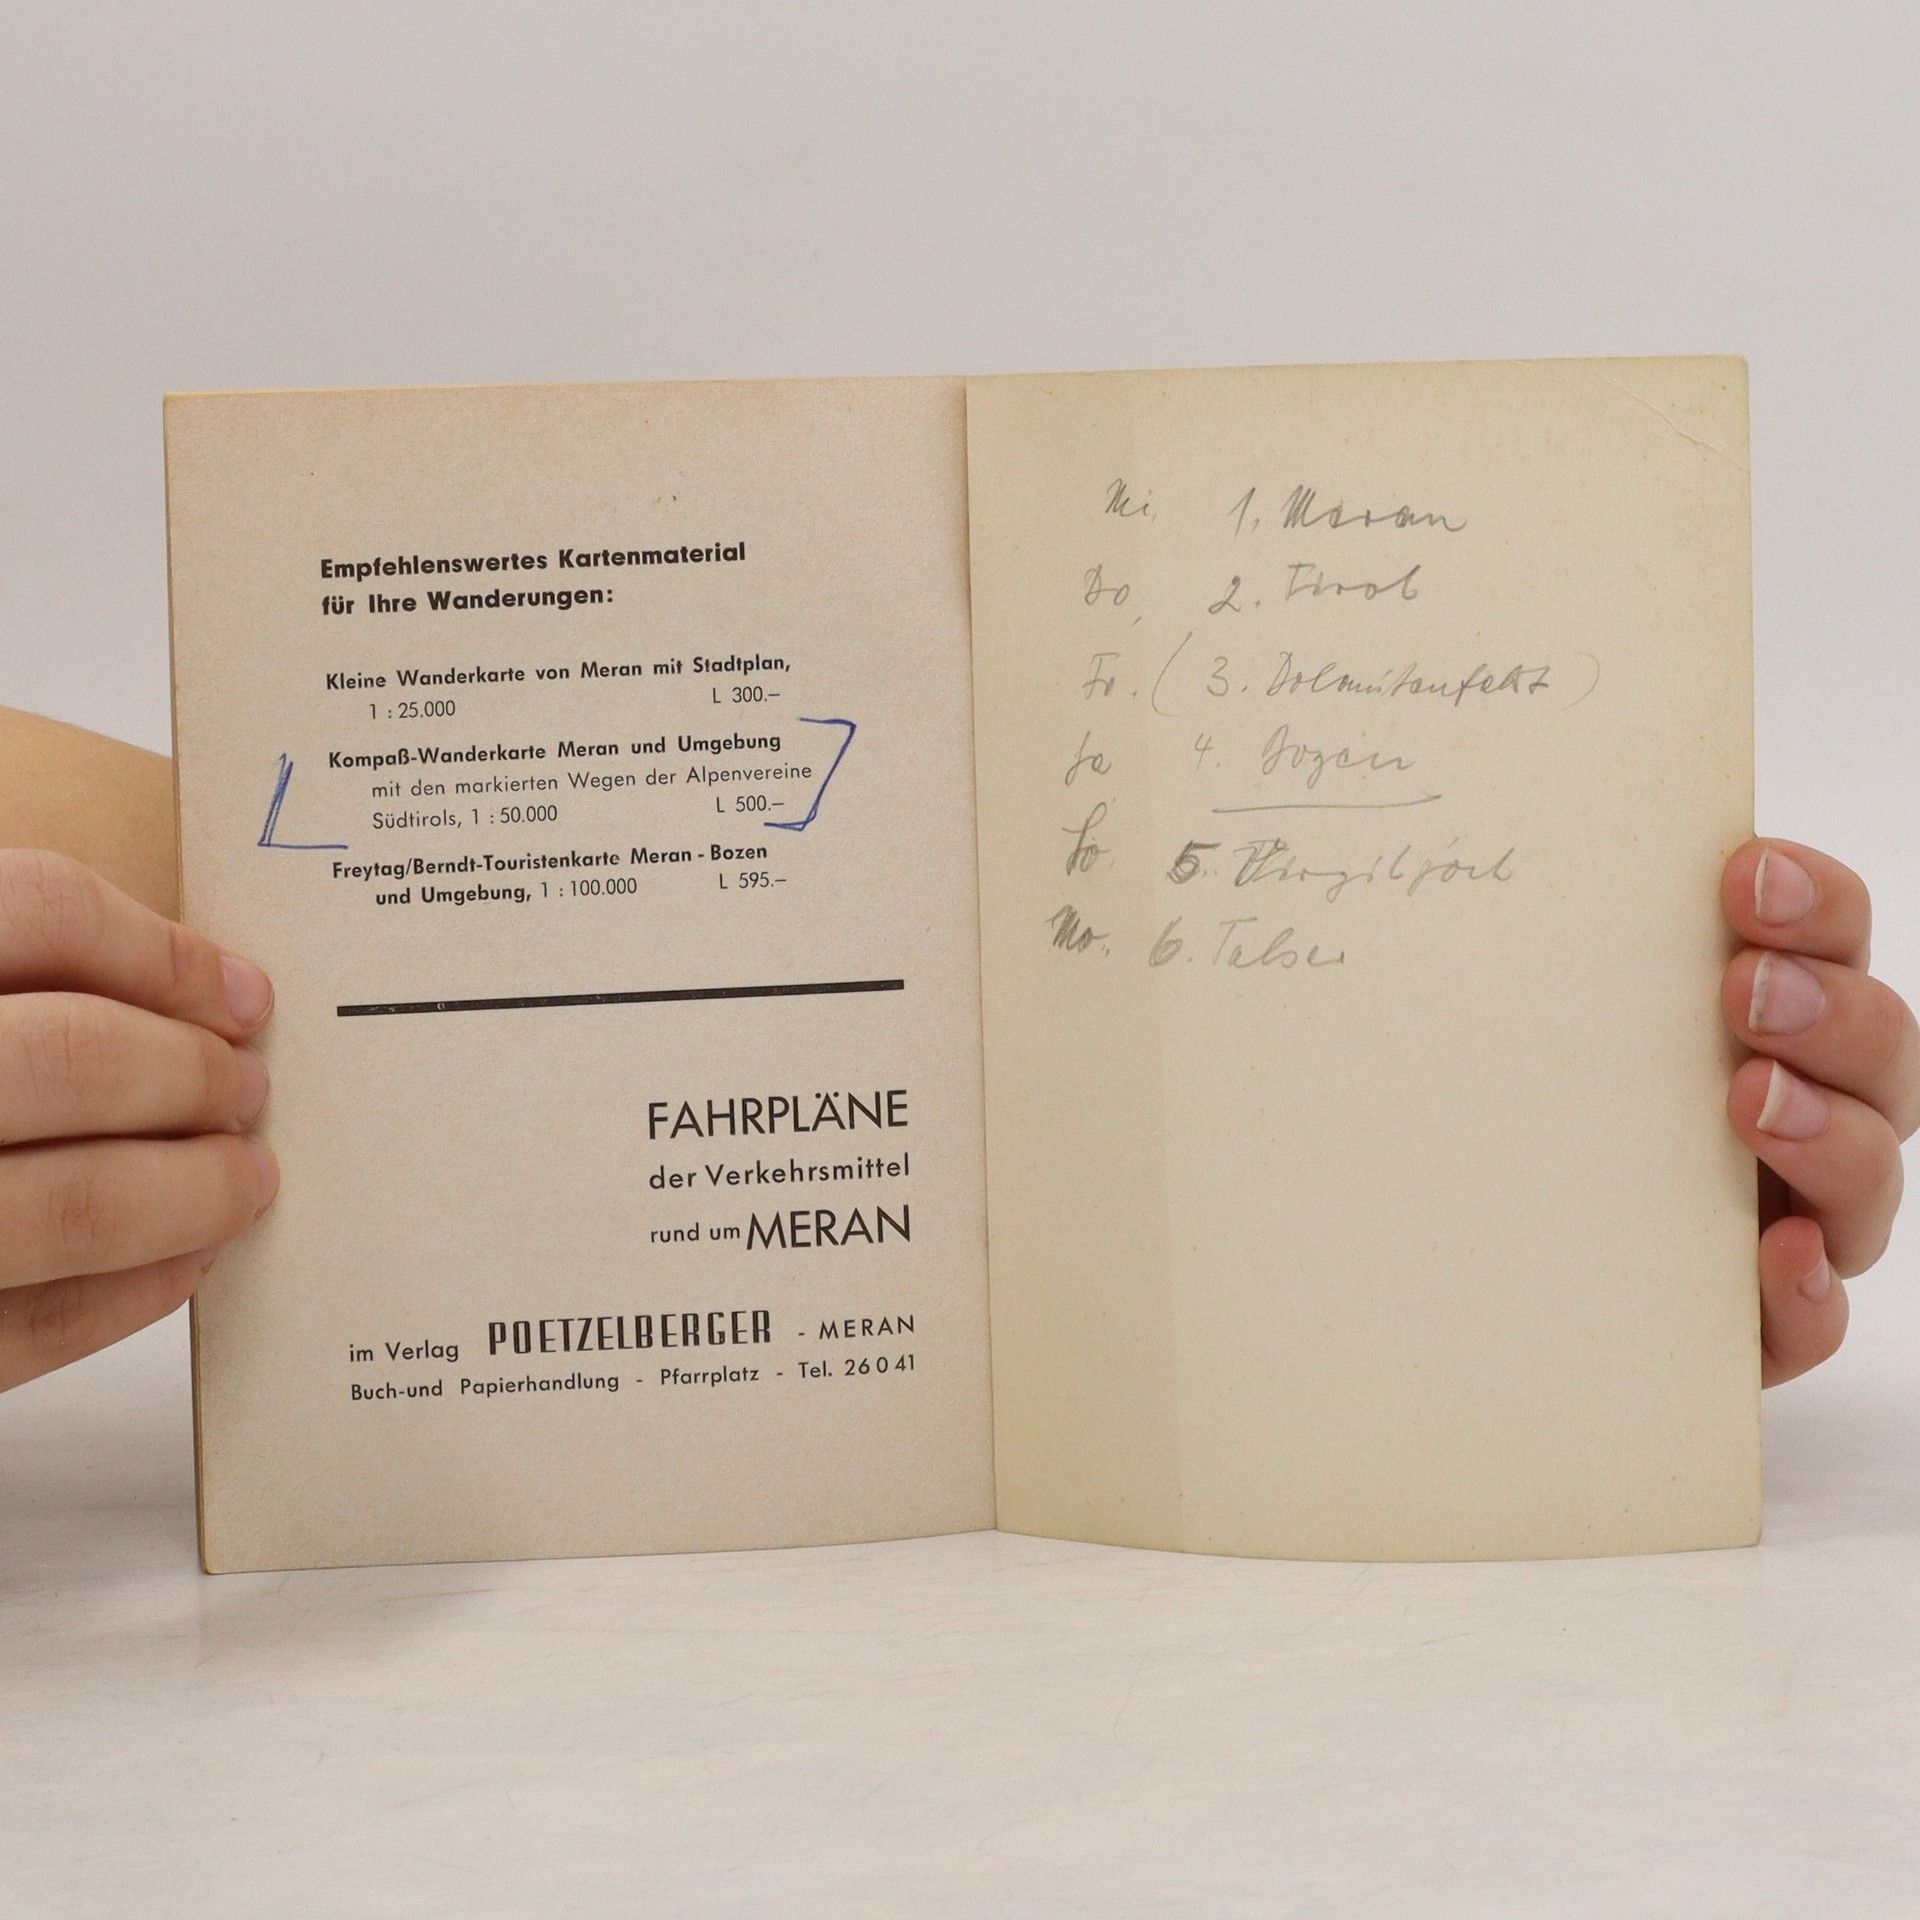 Empfehlenswertes Kartenmaterial
für Ihre Wanderungen:
Kleine Wanderkarte von Meran mit Stadtplan,
1 : 25.000 L 300.–
Kompaß-Wanderkarte Meran und Umgebung
mit den markierten Wegen der Alpenvereine
Südtirols, 1 : 50.000 L 500.–
Freytag/Berndt-Touristenkarte Meran - Bozen
und Umgebung, 1 : 100.000 L 595.–
FAHRPLÄNE
der Verkehrsmittel
rund um MERAN
im Verlag POETZELBERGER - MERAN
Buch-und Papierhandlung - Pfarrplatz - Tel. 26041
Mi. 1. Meran
Do, 2. Tirol
Fr. (3. Dolomitenfahrt)
Sa 4. Bozen
So. 5. Virgiljoch
Mo. 6.